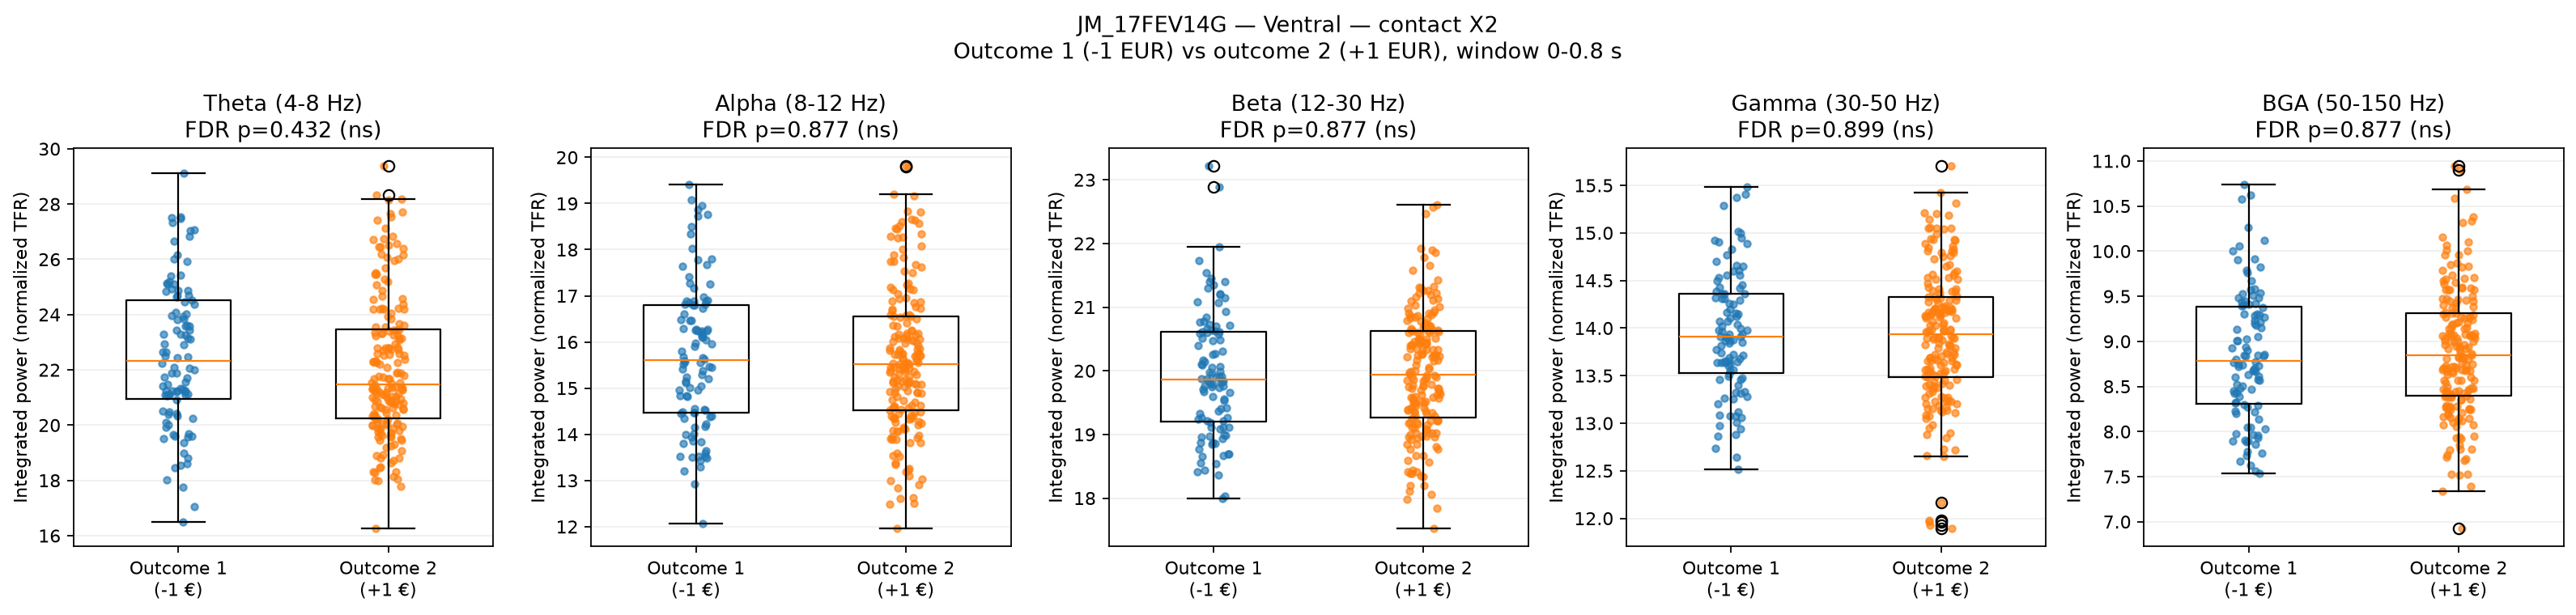 JM_17FEV14G — Ventral — contact X2
Outcome 1 (-1 EUR) vs outcome 2 (+1 EUR), window 0-0.8 s
Theta (4-8 Hz)
FDR p=0.432 (ns)
Integrated power (normalized TFR)
30
28
26
24
22
20
18
16
Outcome 1
(-1 €)
Outcome 2
(+1 €)
Alpha (8-12 Hz)
FDR p=0.877 (ns)
Integrated power (normalized TFR)
20
19
18
17
16
15
14
13
12
Outcome 1
(-1 €)
Outcome 2
(+1 €)
Beta (12-30 Hz)
FDR p=0.877 (ns)
Integrated power (normalized TFR)
23
22
21
20
19
18
Outcome 1
(-1 €)
Outcome 2
(+1 €)
Gamma (30-50 Hz)
FDR p=0.899 (ns)
Integrated power (normalized TFR)
15.5
15.0
14.5
14.0
13.5
13.0
12.5
12.0
Outcome 1
(-1 €)
Outcome 2
(+1 €)
BGA (50-150 Hz)
FDR p=0.877 (ns)
Integrated power (normalized TFR)
11.0
10.5
10.0
9.5
9.0
8.5
8.0
7.5
7.0
Outcome 1
(-1 €)
Outcome 2
(+1 €)